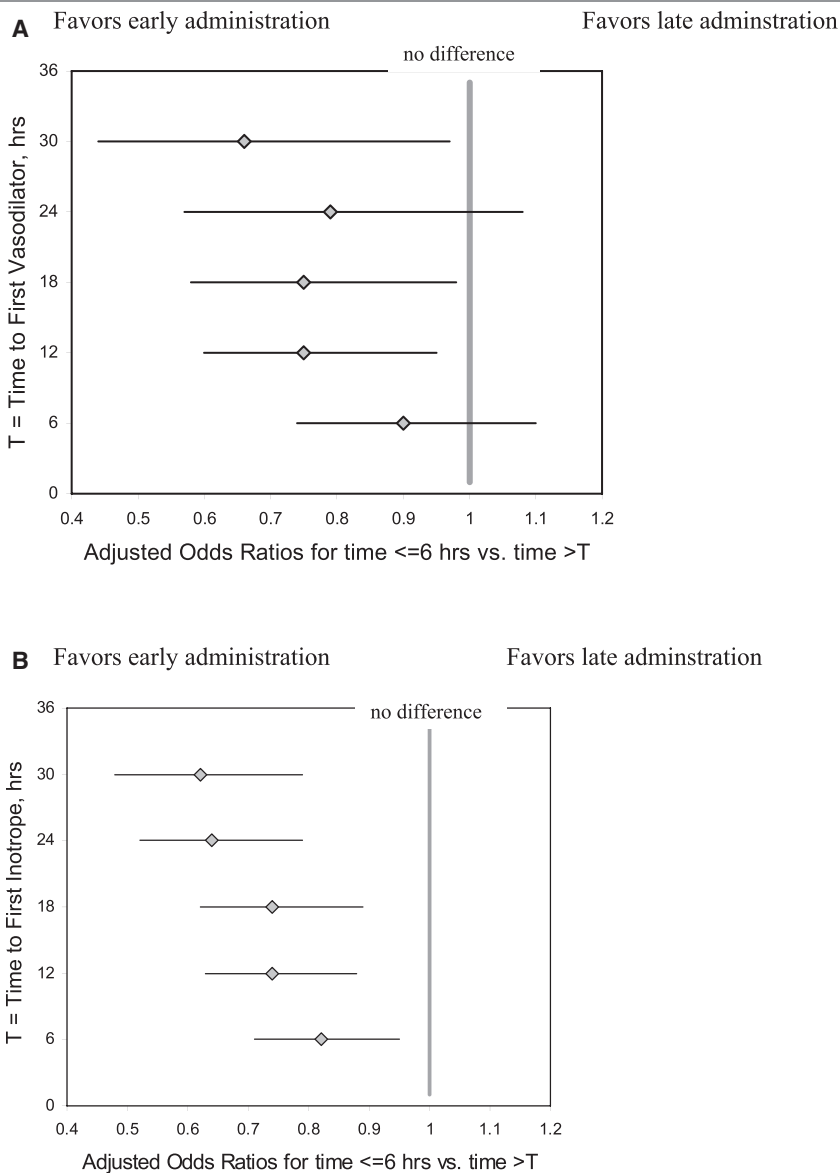 A Favors early administration Favors late adminstration
no difference
36
30
24
18
12
6
0
T = Time to First Vasodilator, hrs
0.4 0.5 0.6 0.7 0.8 0.9 1 1.1 1.2
Adjusted Odds Ratios for time <=6 hrs vs. time >T
B Favors early administration Favors late adminstration
no difference
36
30
24
18
12
6
0
T = Time to First Inotrope, hrs
0.4 0.5 0.6 0.7 0.8 0.9 1 1.1 1.2
Adjusted Odds Ratios for time <=6 hrs vs. time >T